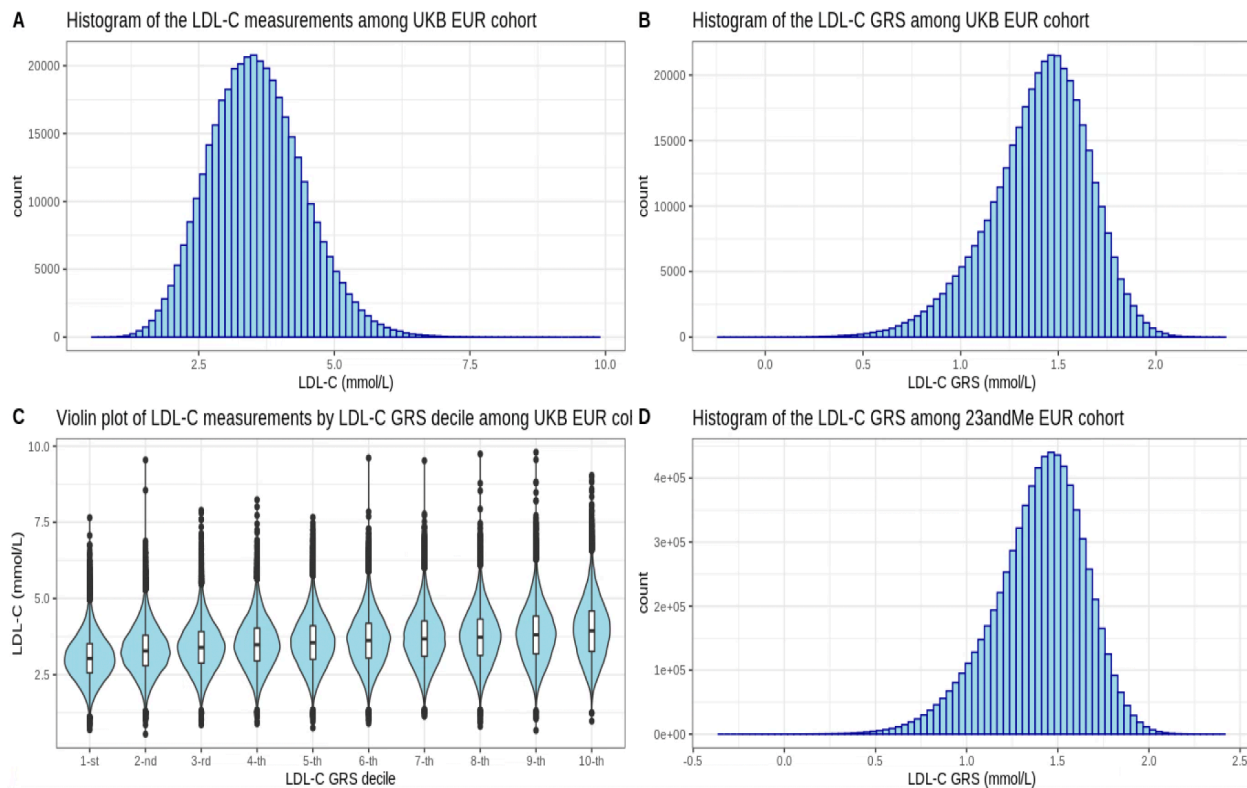 A Histogram of the LDL-C measurements among UKB EUR cohort
20000
15000
10000
5000
0
count
2.5 5.0 7.5 10.0
LDL-C (mmol/L)
B Histogram of the LDL-C GRS among UKB EUR cohort
20000
15000
10000
5000
0
count
0.0 0.5 1.0 1.5 2.0
LDL-C GRS (mmol/L)
C Violin plot of LDL-C measurements by LDL-C GRS decile among UKB EUR col
10.0
7.5
5.0
2.5
LDL-C (mmol/L)
1-st 2-nd 3-rd 4-th 5-th 6-th 7-th 8-th 9-th 10-th
LDL-C GRS decile
D Histogram of the LDL-C GRS among 23andMe EUR cohort
4e+05
3e+05
2e+05
1e+05
0e+00
count
-0.5 0.0 0.5 1.0 1.5 2.0 2.5
LDL-C GRS (mmol/L)